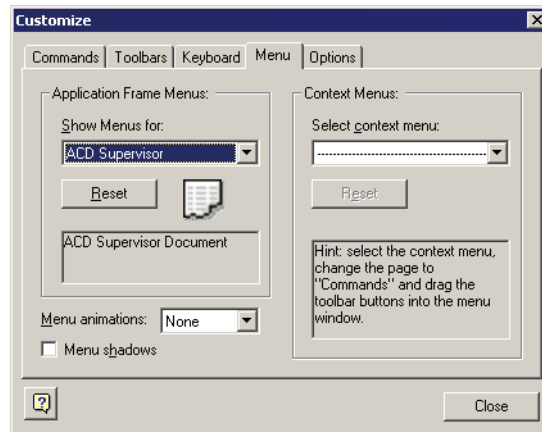 Customize
Commands
Toolbars
Keyboard
Menu
Options
Application Frame Menus:
Show Menus for:
ACD Supervisor
Reset
ACD Supervisor Document
Menu animations:
None
Menu shadows
Context Menus:
Select context menu:
Reset
Hint: select the context menu,
change the page to
"Commands" and drag the
toolbar buttons into the menu
window.
Close